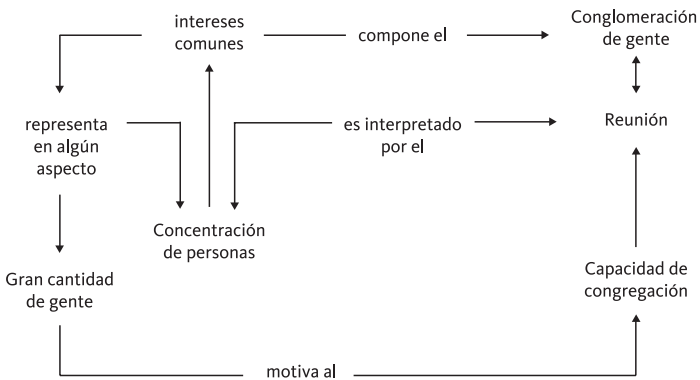 intereses
comunes
compone el
Conglomeración
de gente
representa
en algún
aspecto
es interpretado
por el
Reunión
Concentración
de personas
Gran cantidad
de gente
Capacidad de
congregación
motiva al